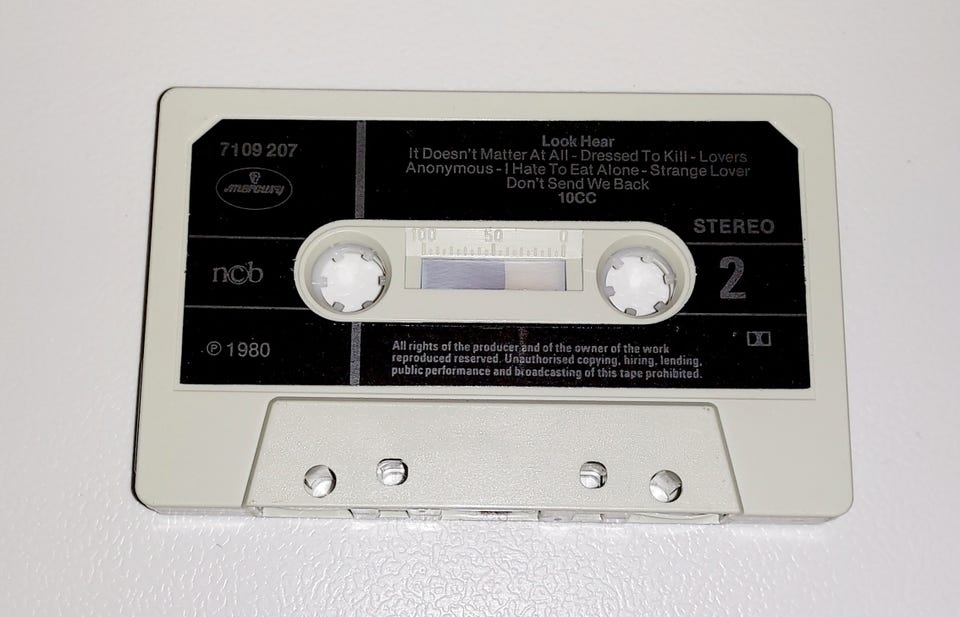 7109 207
mercury
ncb
℗ 1980
Look Hear
It Doesn't Matter At All - Dressed To Kill - Lovers
Anonymous - I Hate To Eat Alone - Strange Lover
Don't Send We Back
10CC
STEREO
2
100 50 0
All rights of the producer and of the owner of the work
reproduced reserved. Unauthorised copying, hiring, lending,
public performance and broadcasting of this tape prohibited.